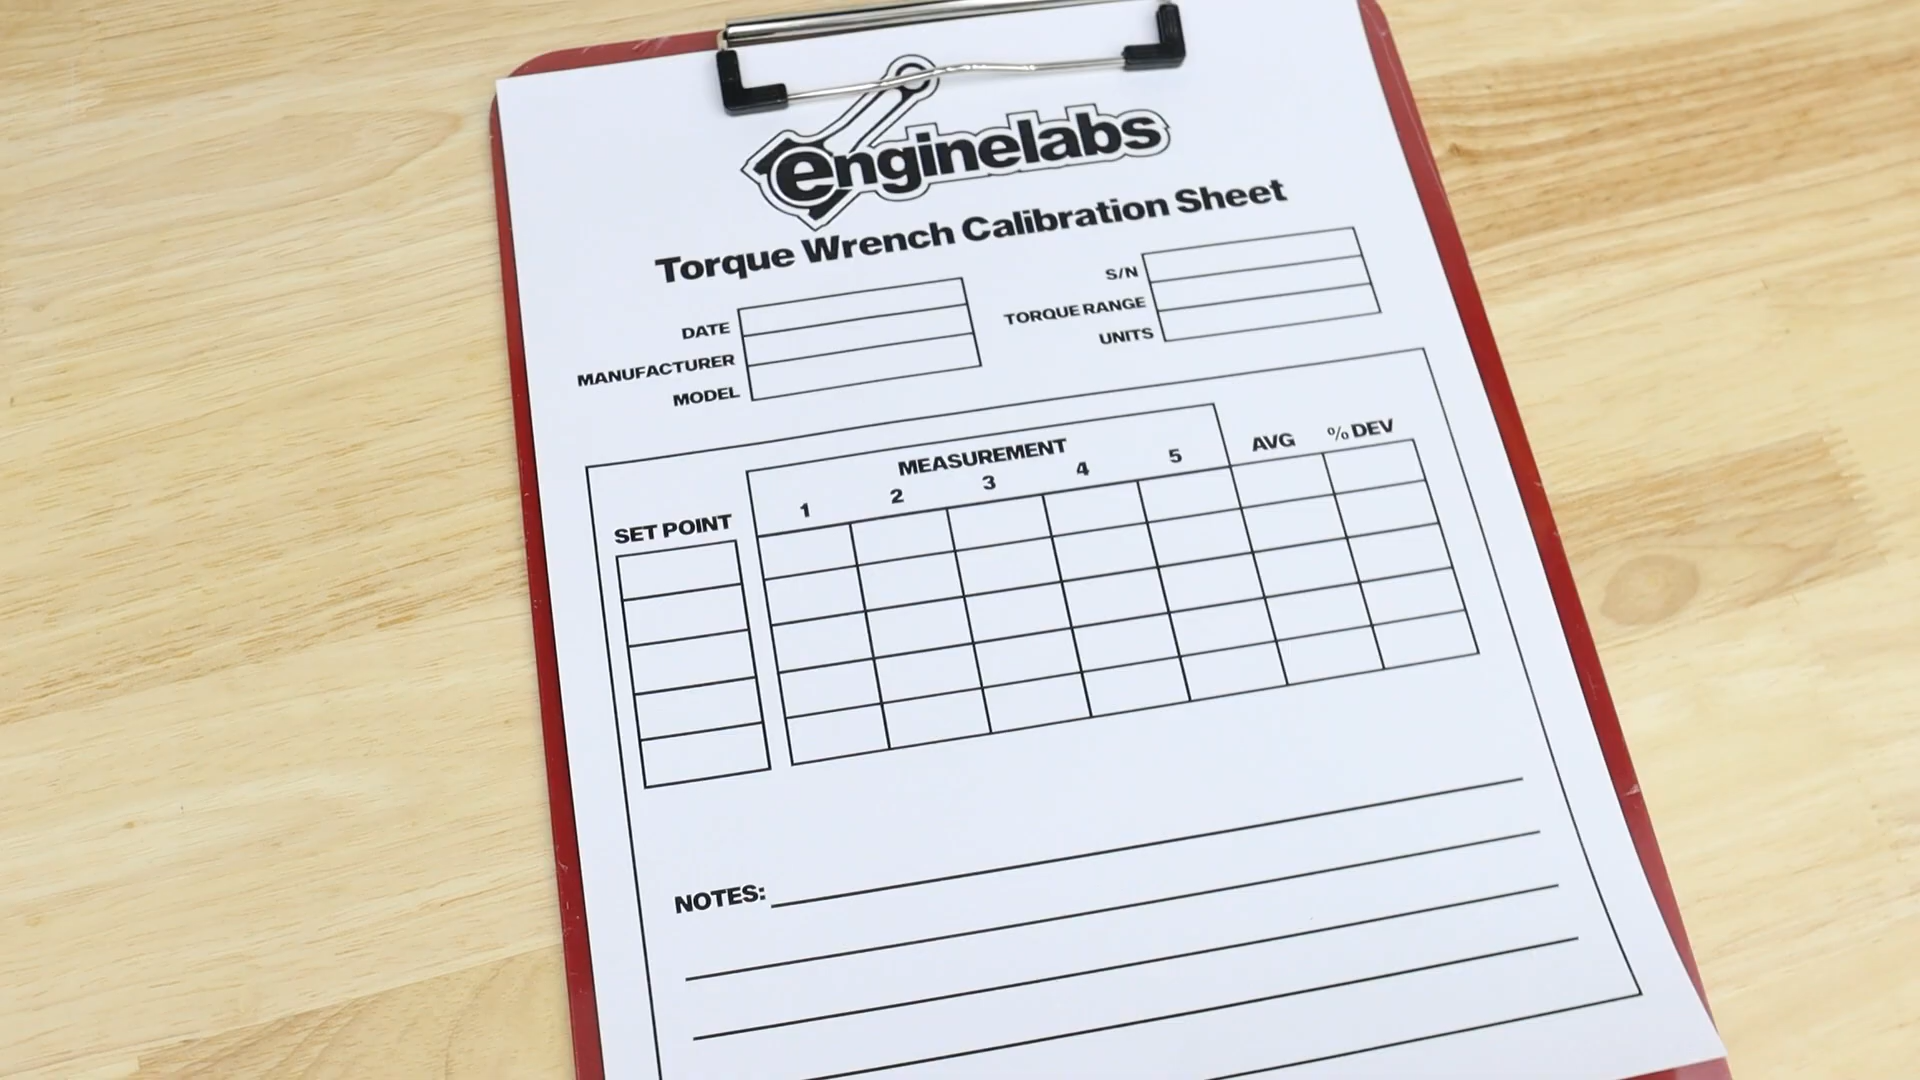 enginelabs
Torque Wrench Calibration Sheet
DATE
MANUFACTURER
MODEL
S/N
TORQUE RANGE
UNITS
SET POINT
MEASUREMENT
1 2 3 4 5
AVG
% DEV
NOTES: